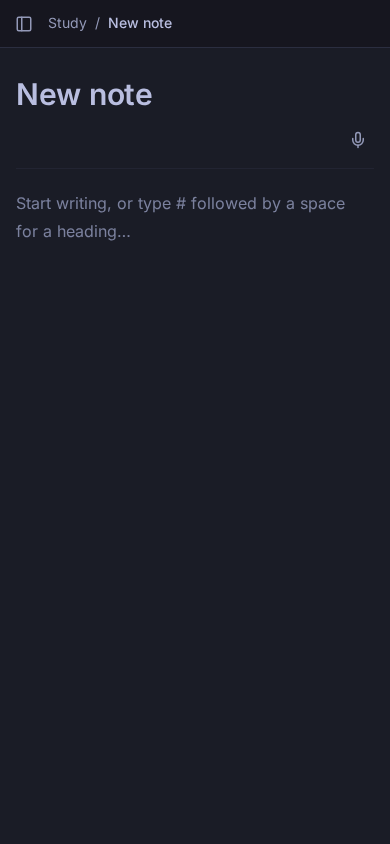 Study / New note
New note
Start writing, or type # followed by a space
for a heading...